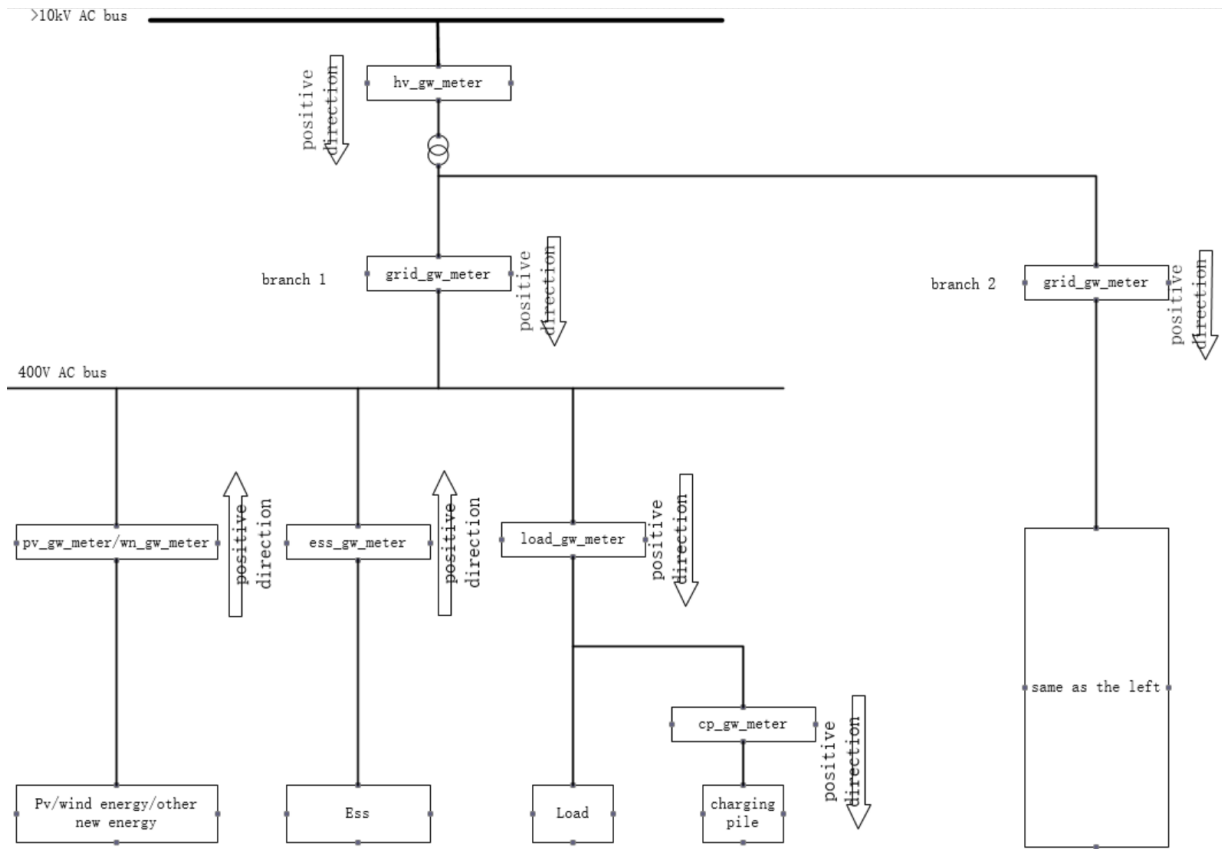 >10kV AC bus
positive
direction
hv_gw_meter
branch 1
grid_gw_meter
positive
direction
branch 2
grid_gw_meter
positive
direction
400V AC bus
pv_gw_meter/wn_gw_meter
positive
direction
ess_gw_meter
positive
direction
load_gw_meter
positive
direction
same as the left
cp_gw_meter
positive
direction
Pv/wind energy/other
new energy
Ess
Load
charging
pile